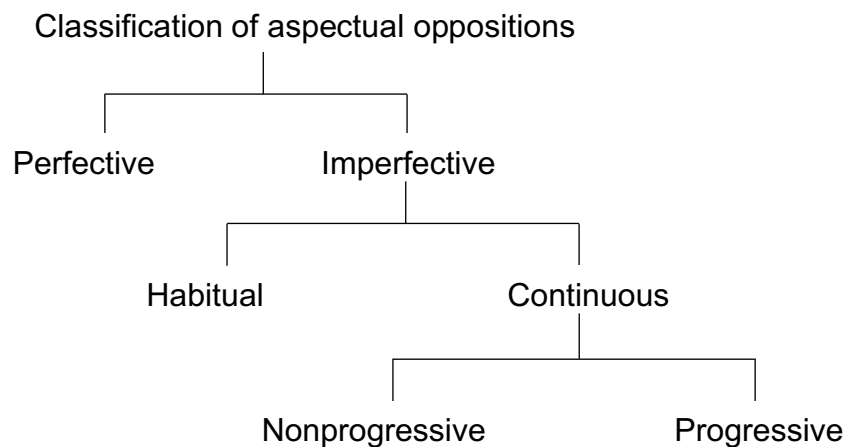 Classification of aspectual oppositions
Perfective Imperfective
Habitual Continuous
Nonprogressive Progressive